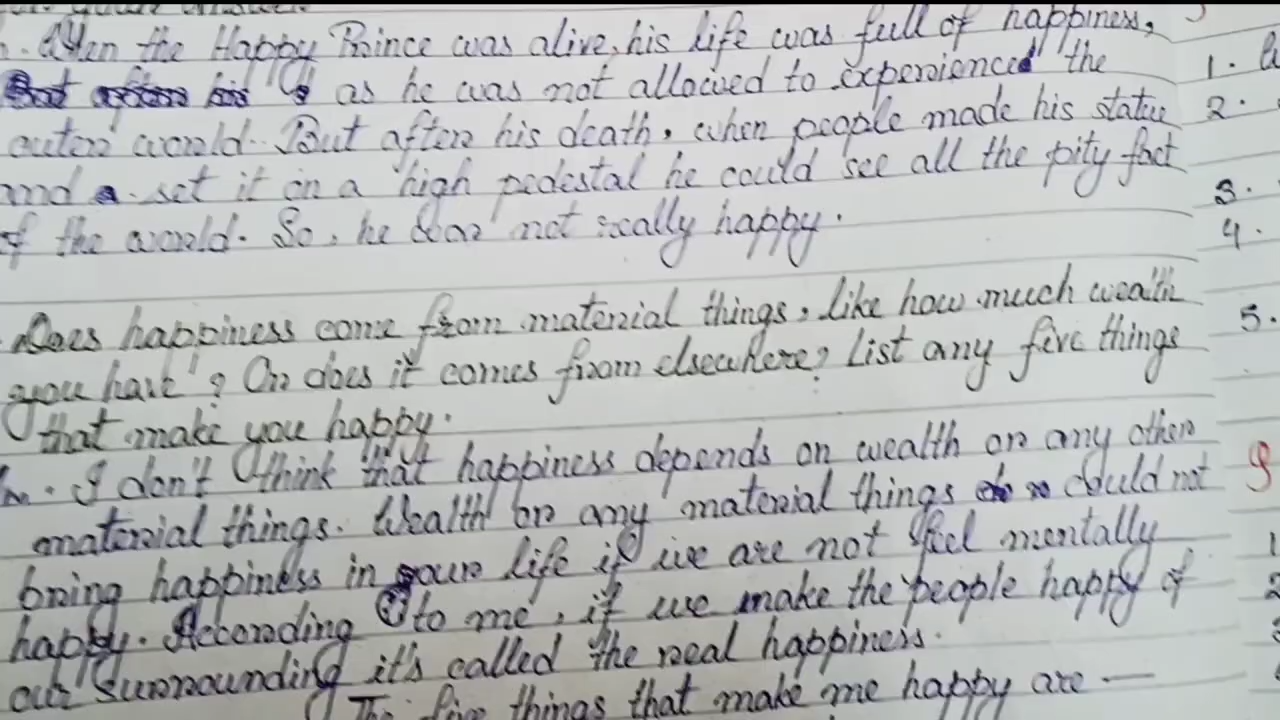 . When the Happy Prince was alive, his life was full of happiness,
as he was not allowed to experienced the
outer world. But after his death, when people made his statue
and set it on a high pedestal he could see all the pity fact
of the world. So, he was not really happy.
Does happiness come from material things, like how much wealth
you have? Or does it comes from elsewhere? List any five things
that make you happy.
I don't think that happiness depends on wealth or any other
material things. Wealth or any material things could not
bring happiness in our life if we are not feel mentally
happy. According to me, if we make the people happy of
our surrounding it's called the real happiness.
The five things that make me happy are —
1.
2.
3.
4.
5.
1
2